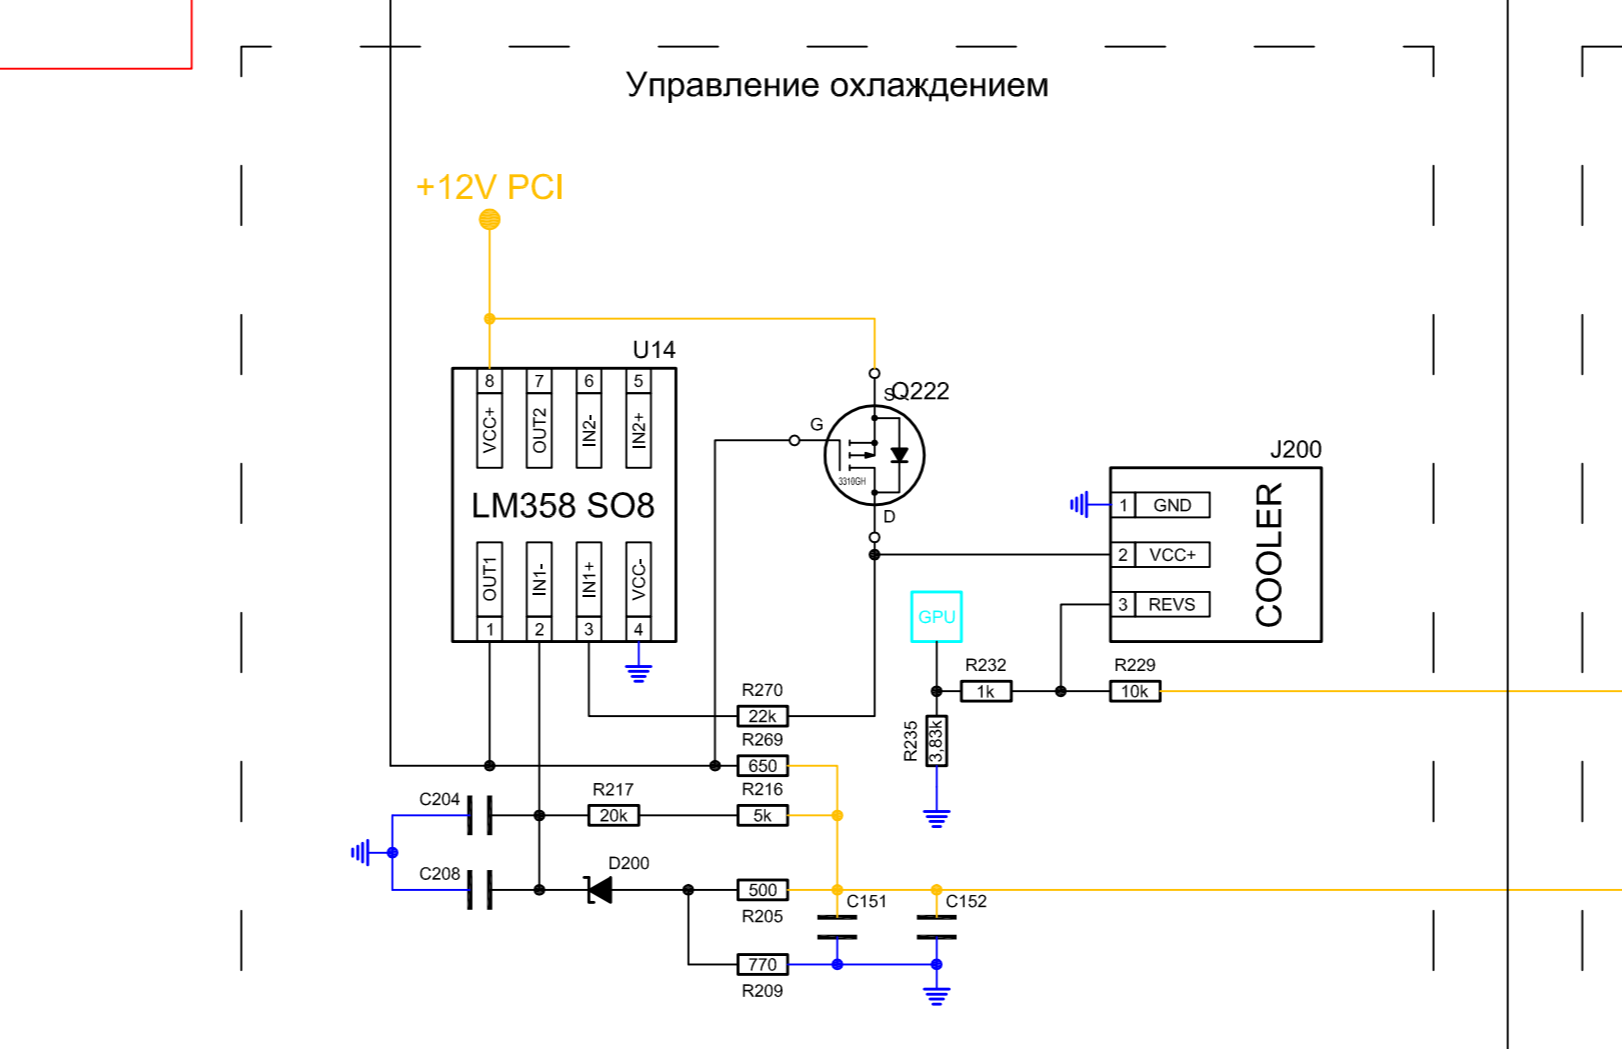 Управление охлаждением
+12V PCI
U14
8 7 6 5
VCC+ OUT2 IN2- IN2+
LM358 SO8
OUT1 IN1- IN1+ VCC-
1 2 3 4
S
Q222
G
3310GH
D
J200
1 GND
2 VCC+
3 REVS
COOLER
GPU
R232
1k
R229
10k
R235
3,83k
R270
22k
R269
650
R217
20k
R216
5k
C204
C208
D200
500
R205
C151
C152
770
R209